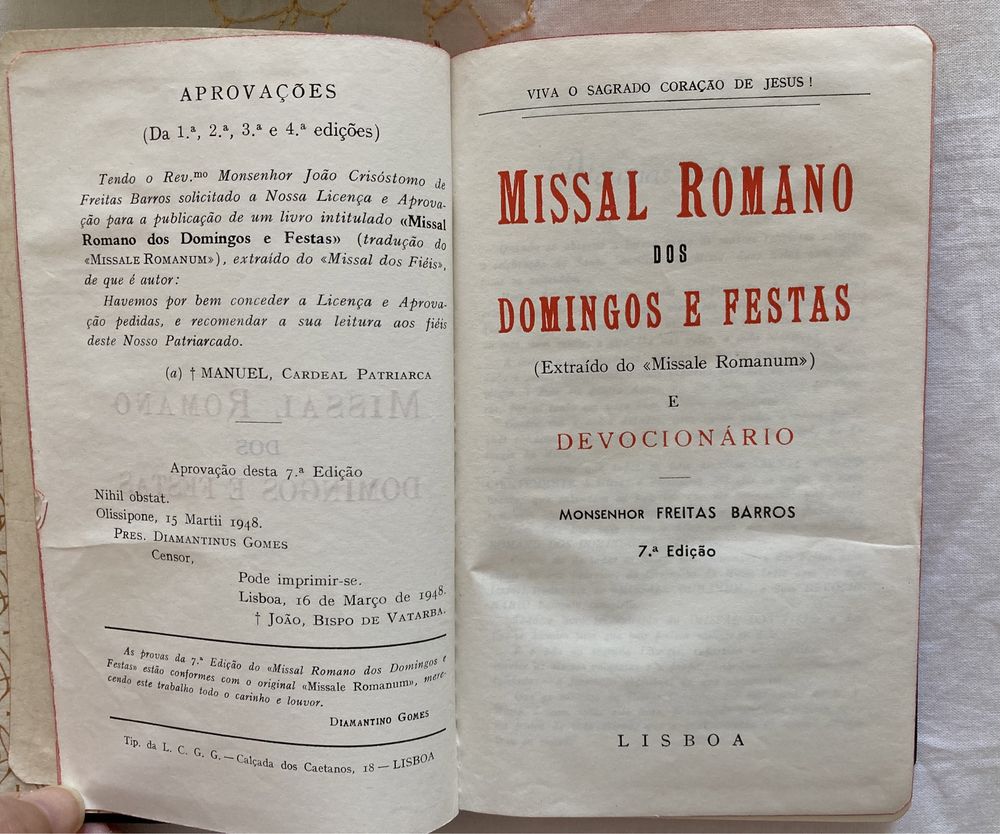 APROVAÇÕES
(Da 1.ª, 2.ª, 3.ª e 4.ª edições)
Tendo o Rev.mo Monsenhor João Crisóstomo de
Freitas Barros solicitado a Nossa Licença e Aprova-
ção para a publicação de um livro intitulado «Missal
Romano dos Domingos e Festas» (tradução do
«MISSALE ROMANUM»), extraído do «Missal dos Fiéis»,
de que é autor:
Havemos por bem conceder a Licença e Aprova-
ção pedidas, e recomendar a sua leitura aos fiéis
deste Nosso Patriarcado.
(a) † MANUEL, CARDEAL PATRIARCA
Aprovação desta 7.ª Edição
Nihil obstat.
Olissipone, 15 Martii 1948.
PRES. DIAMANTINUS GOMES
Censor,
Pode imprimir-se.
Lisboa, 16 de Março de 1948.
† JOÃO, BISPO DE VATARBA.
As provas da 7.ª Edição do «Missal Romano dos Domingos e
Festas» estão conformes com o original «Missale Romanum», mere-
cendo este trabalho todo o carinho e louvor.
DIAMANTINO GOMES
Tip. da L. C. G. G. — Calçada dos Caetanos, 18 — LISBOA
VIVA O SAGRADO CORAÇÃO DE JESUS !
MISSAL ROMANO
DOS
DOMINGOS E FESTAS
(Extraído do «Missale Romanum»)
E
DEVOCIONÁRIO
MONSENHOR FREITAS BARROS
7.ª Edição
LISBOA